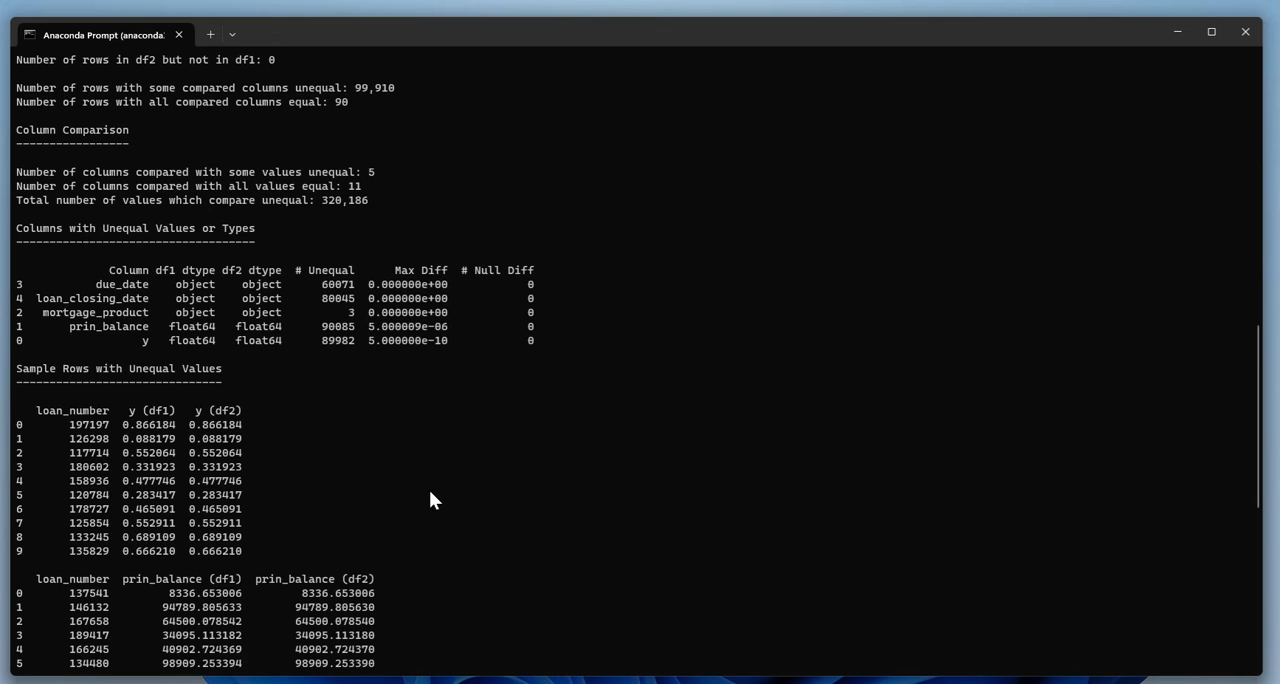 Anaconda Prompt (anaconda:
Number of rows in df2 but not in df1: 0
Number of rows with some compared columns unequal: 99,910
Number of rows with all compared columns equal: 90
Column Comparison
-----------------
Number of columns compared with some values unequal: 5
Number of columns compared with all values equal: 11
Total number of values which compare unequal: 320,186
Columns with Unequal Values or Types
------------------------------------
Column df1 dtype df2 dtype # Unequal Max Diff # Null Diff
3 due_date object object 60071 0.000000e+00 0
4 loan_closing_date object object 80045 0.000000e+00 0
2 mortgage_product object object 3 0.000000e+00 0
1 prin_balance float64 float64 90085 5.000009e-06 0
0 y float64 float64 89982 5.000000e-10 0
Sample Rows with Unequal Values
-------------------------------
loan_number y (df1) y (df2)
0 197197 0.866184 0.866184
1 126298 0.088179 0.088179
2 117714 0.552064 0.552064
3 180602 0.331923 0.331923
4 158936 0.477746 0.477746
5 120784 0.283417 0.283417
6 178727 0.465091 0.465091
7 125854 0.552911 0.552911
8 133245 0.689109 0.689109
9 135829 0.666210 0.666210
loan_number prin_balance (df1) prin_balance (df2)
0 137541 8336.653006 8336.653006
1 146132 94789.805633 94789.805630
2 167658 64500.078542 64500.078540
3 189417 34095.113182 34095.113180
4 166245 40902.724369 40902.724370
5 134480 98909.253394 98909.253390